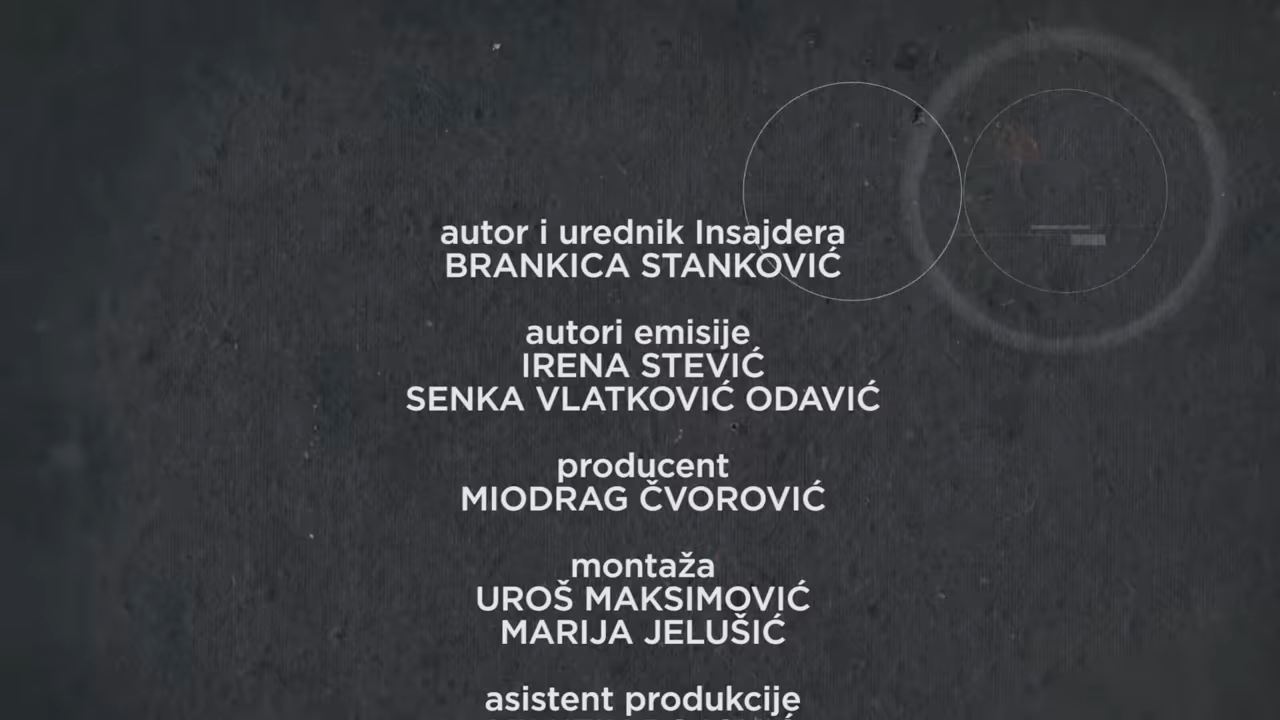 autor i urednik Insajdera
BRANKICA STANKOVIĆ
autori emisije
IRENA STEVIĆ
SENKA VLATKOVIĆ ODAVIĆ
producent
MIODRAG ČVOROVIĆ
montaža
UROŠ MAKSIMOVIĆ
MARIJA JELUŠIĆ
asistent produkcije